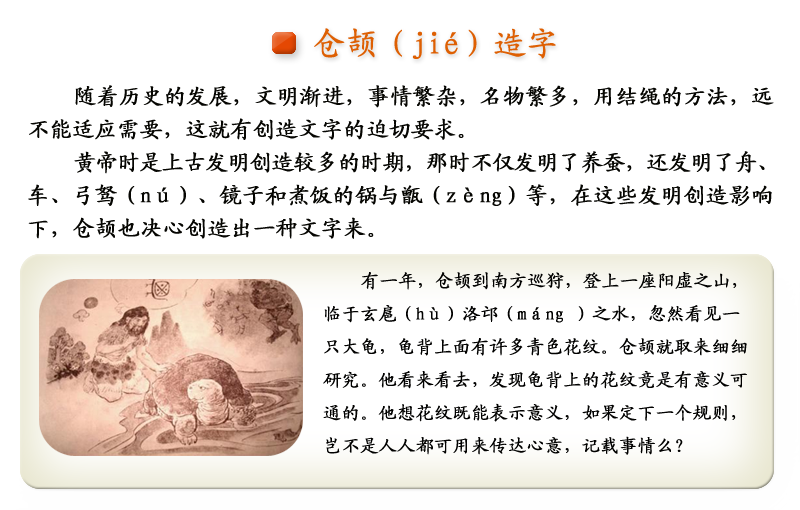 仓颉（jié）造字
随着历史的发展，文明渐进，事情繁杂，名物繁多，用结绳的方法，远
不能适应需要，这就有创造文字的迫切要求。
黄帝时是上古发明创造较多的时期，那时不仅发明了养蚕，还发明了舟、
车、弓驽（nú）、镜子和煮饭的锅与甑（zèng)等，在这些发明创造影响
下，仓颉也决心创造出一种文字来。
有一年，仓颉到南方巡狩，登上一座阳虚之山，
临于玄扈（hù）洛邙（máng ）之水，忽然看见一
只大龟，龟背上面有许多青色花纹。仓颉就取来细细
研究。他看来看去，发现龟背上的花纹竟是有意义可
通的。他想花纹既能表示意义，如果定下一个规则，
岂不是人人都可用来传达心意，记载事情么？